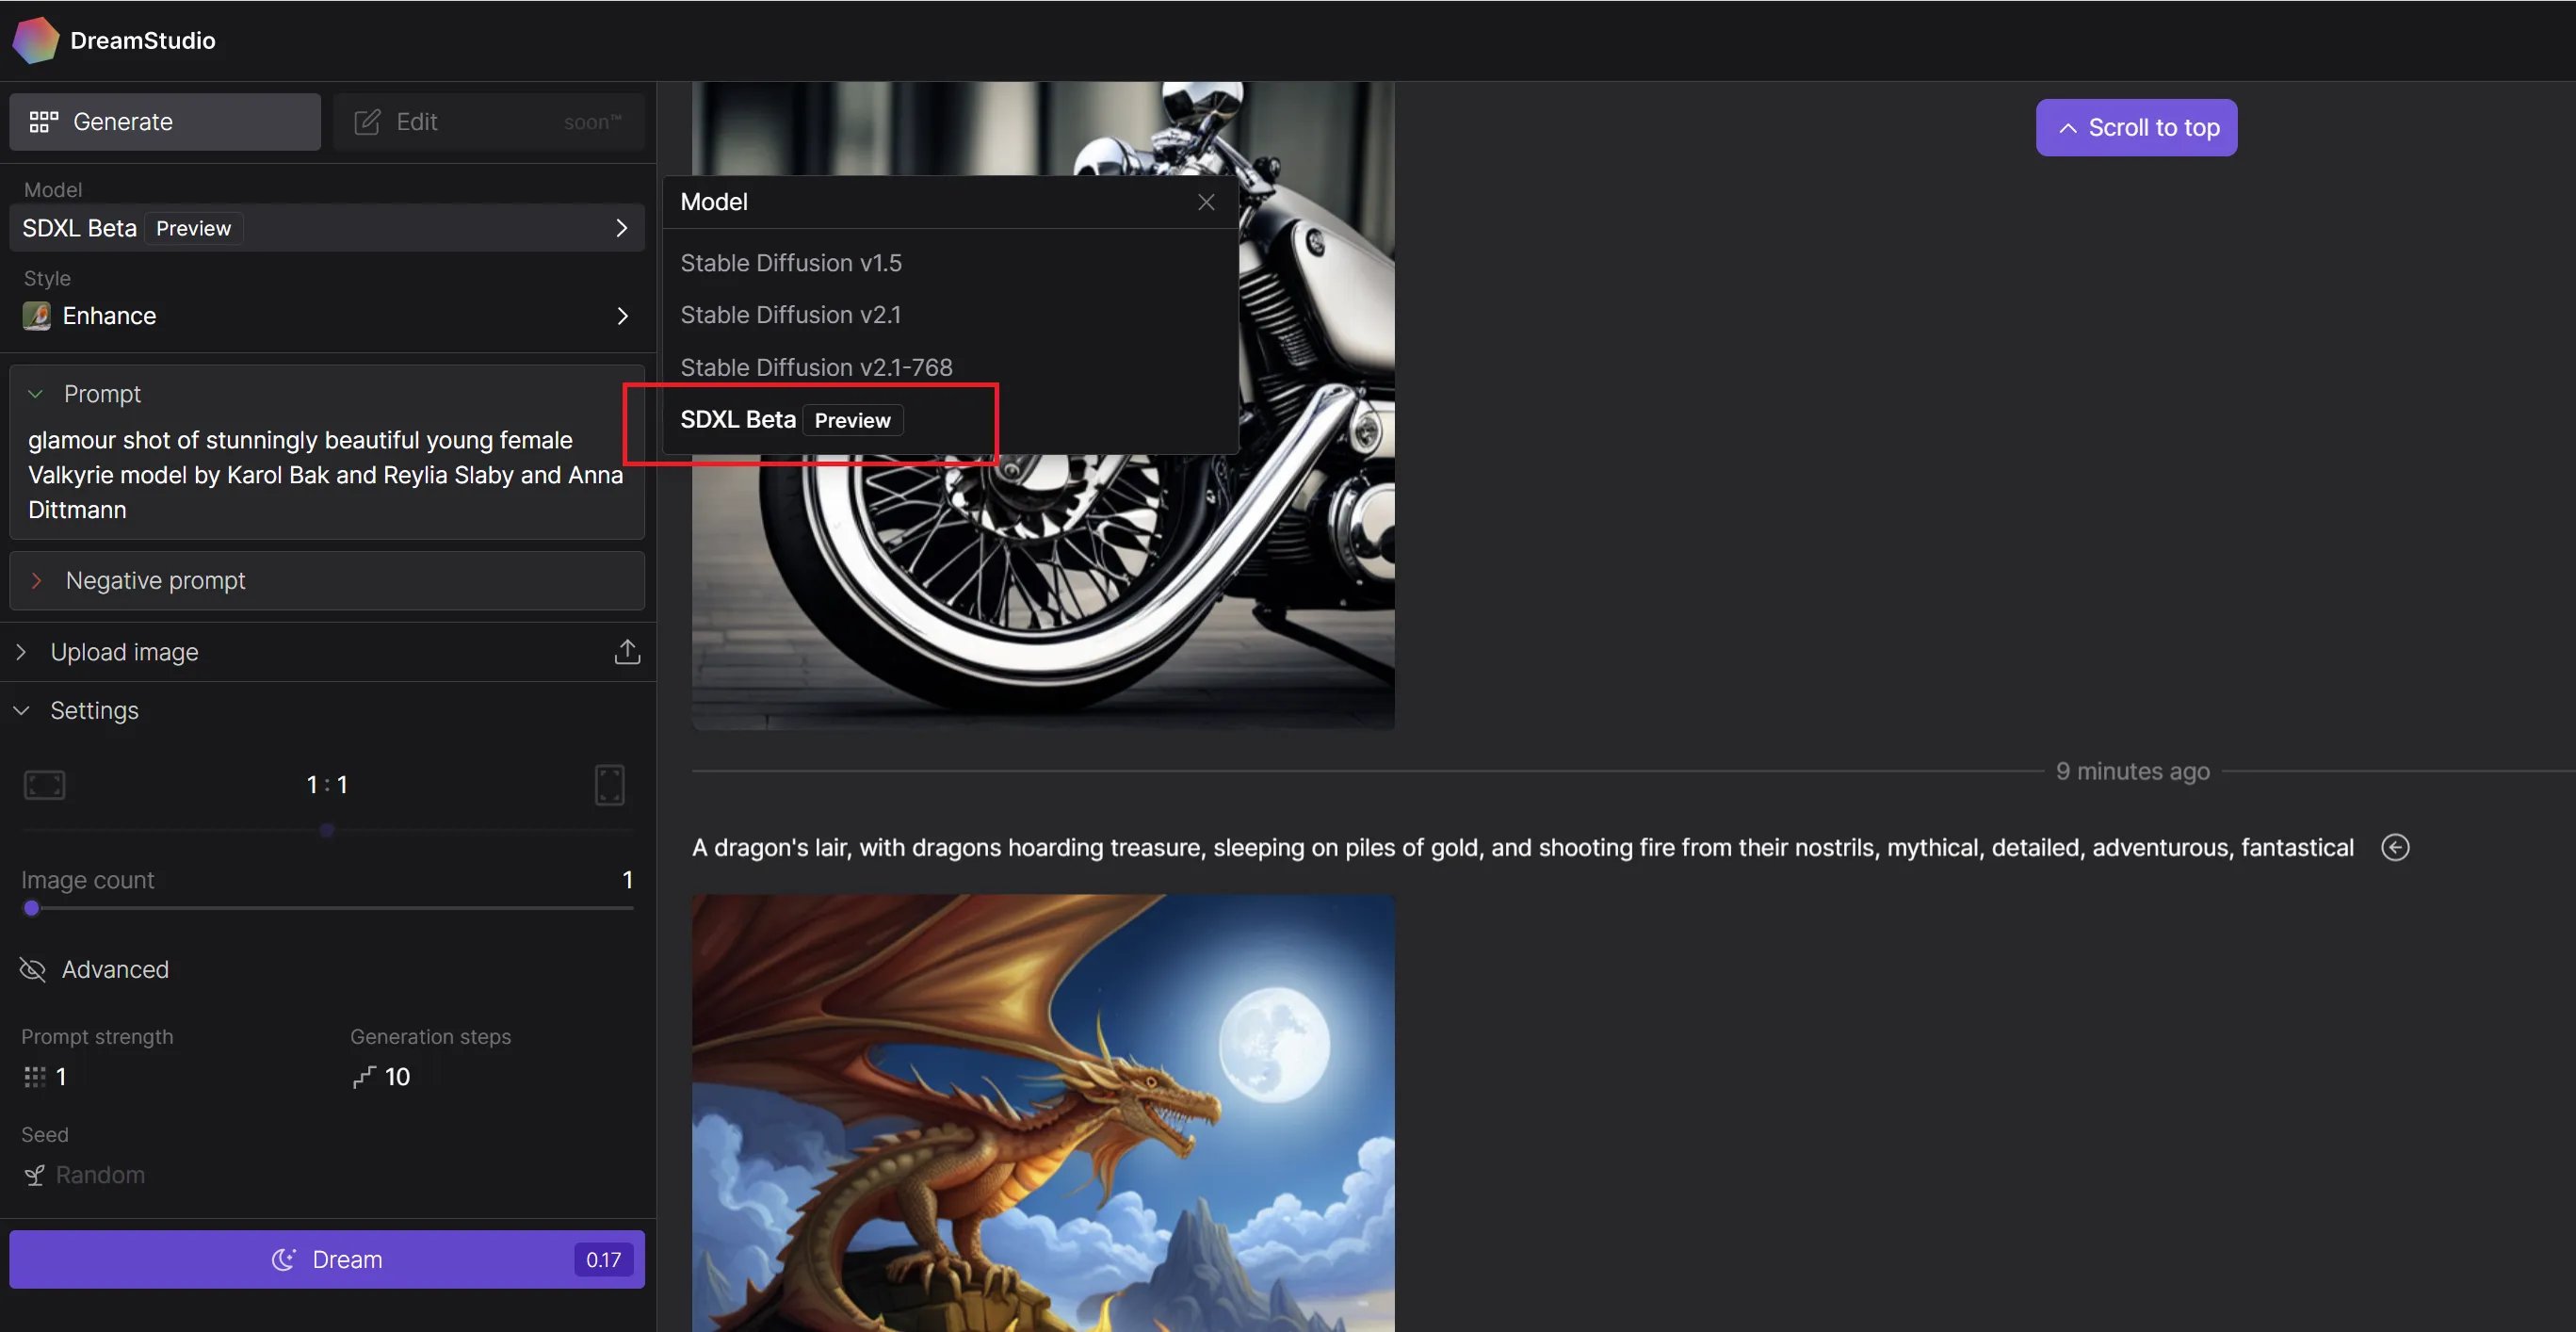 DreamStudio
Generate
Edit
soon™
Model
SDXL Beta Preview
Style
Enhance
Prompt
glamour shot of stunningly beautiful young female
Valkyrie model by Karol Bak and Reylia Slaby and Anna
Dittmann
Negative prompt
Upload image
Settings
1 : 1
Image count 1
Advanced
Prompt strength
1
Generation steps
10
Seed
Random
Dream 0.17
Model
Stable Diffusion v1.5
Stable Diffusion v2.1
Stable Diffusion v2.1-768
SDXL Beta Preview
Scroll to top
9 minutes ago
A dragon's lair, with dragons hoarding treasure, sleeping on piles of gold, and shooting fire from their nostrils, mythical, detailed, adventurous, fantastical